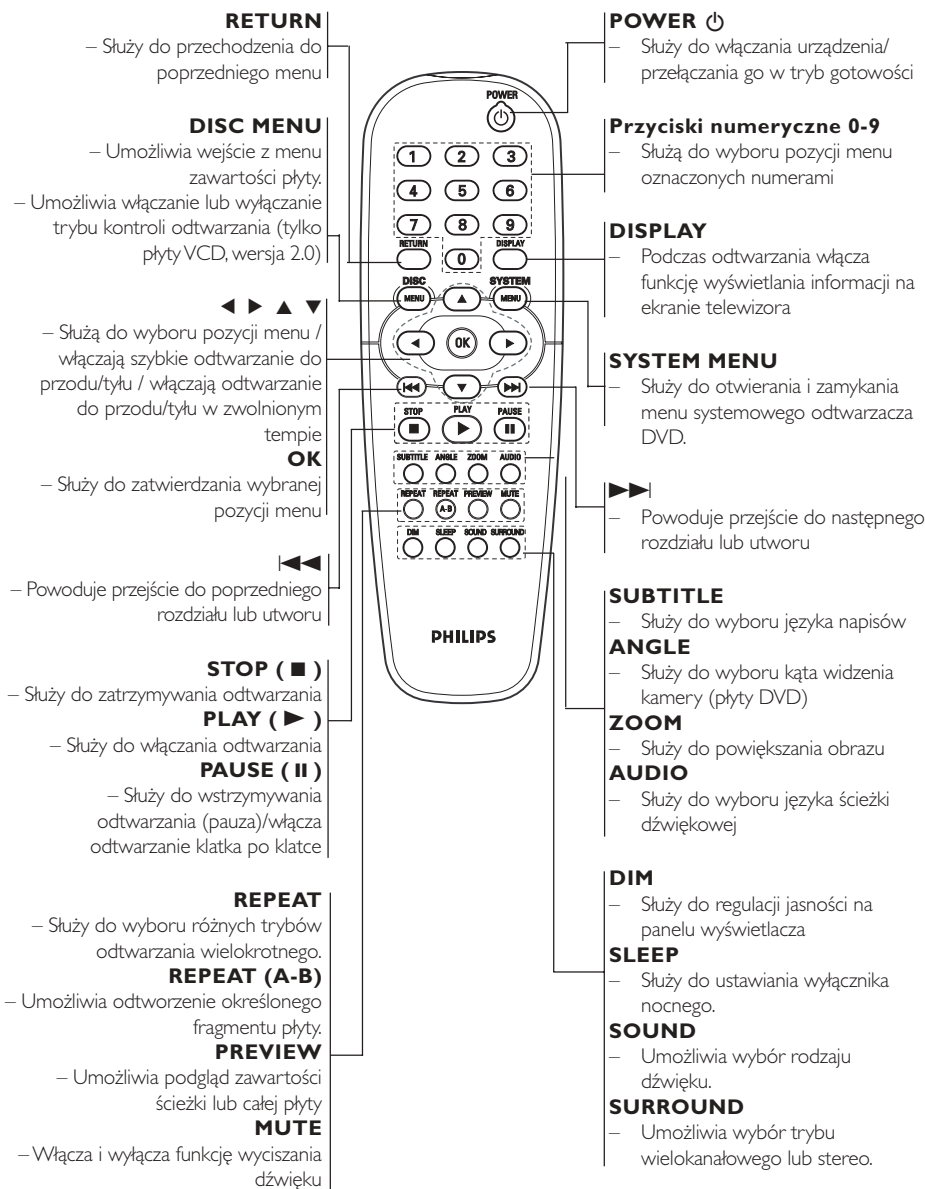 RETURN
– Służy do przechodzenia do
poprzedniego menu
DISC MENU
– Umożliwia wejście z menu
zawartości płyty.
– Umożliwia włączanie lub wyłączanie
trybu kontroli odtwarzania (tylko
płyty VCD, wersja 2.0)
◀ ▶ ▲ ▼
– Służą do wyboru pozycji menu /
włączają szybkie odtwarzanie do
przodu/tyłu / włączają odtwarzanie
do przodu/tyłu w zwolnionym
tempie
OK
– Służy do zatwierdzania wybranej
pozycji menu
|◀◀
– Powoduje przejście do poprzedniego
rozdziału lub utworu
STOP ( ■ )
– Służy do zatrzymywania odtwarzania
PLAY ( ▶ )
– Służy do włączania odtwarzania
PAUSE ( II )
– Służy do wstrzymywania
odtwarzania (pauza)/włącza
odtwarzanie klatka po klatce
REPEAT
– Służy do wyboru różnych trybów
odtwarzania wielokrotnego.
REPEAT (A-B)
– Umożliwia odtworzenie określonego
fragmentu płyty.
PREVIEW
– Umożliwia podgląd zawartości
ścieżki lub całej płyty
MUTE
– Włącza i wyłącza funkcję wyciszania
dźwięku
POWER
1 2 3
4 5 6
7 8 9
RETURN 0 DISPLAY
DISC SYSTEM
MENU ▲ MENU
◀ OK ▶
|◀◀ ▼ ▶▶|
STOP PLAY PAUSE
■ ▶ II
SUBTITLE ANGLE ZOOM AUDIO
REPEAT REPEAT PREVIEW MUTE
A-B
DIM SLEEP SOUND SURROUND
PHILIPS
POWER ⏻
– Służy do włączania urządzenia/
przełączania go w tryb gotowości
Przyciski numeryczne 0-9
– Służą do wyboru pozycji menu
oznaczonych numerami
DISPLAY
– Podczas odtwarzania włącza
funkcję wyświetlania informacji na
ekranie telewizora
SYSTEM MENU
– Służy do otwierania i zamykania
menu systemowego odtwarzacza
DVD.
▶▶|
– Powoduje przejście do następnego
rozdziału lub utworu
SUBTITLE
– Służy do wyboru języka napisów
ANGLE
– Służy do wyboru kąta widzenia
kamery (płyty DVD)
ZOOM
– Służy do powiększania obrazu
AUDIO
– Służy do wyboru języka ścieżki
dźwiękowej
DIM
– Służy do regulacji jasności na
panelu wyświetlacza
SLEEP
– Służy do ustawiania wyłącznika
nocnego.
SOUND
– Umożliwia wybór rodzaju
dźwięku.
SURROUND
– Umożliwia wybór trybu
wielokanałowego lub stereo.